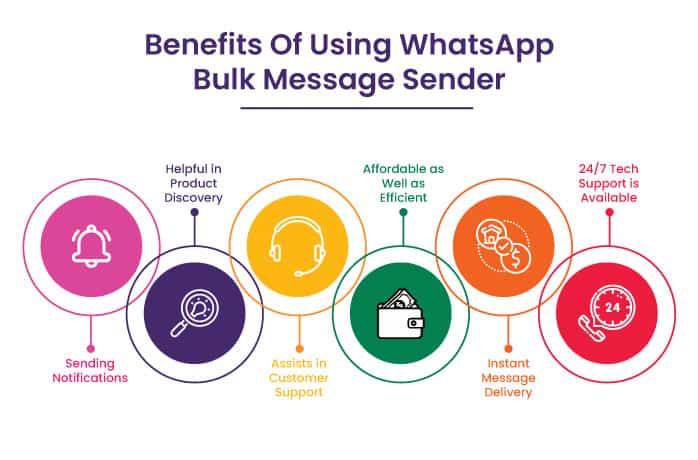 Benefits Of Using WhatsApp
Bulk Message Sender
Sending
Notifications
Helpful in
Product
Discovery
Assists in
Customer
Support
Affordable as
Well as
Efficient
Instant
Message
Delivery
24/7 Tech
Support is
Available
24